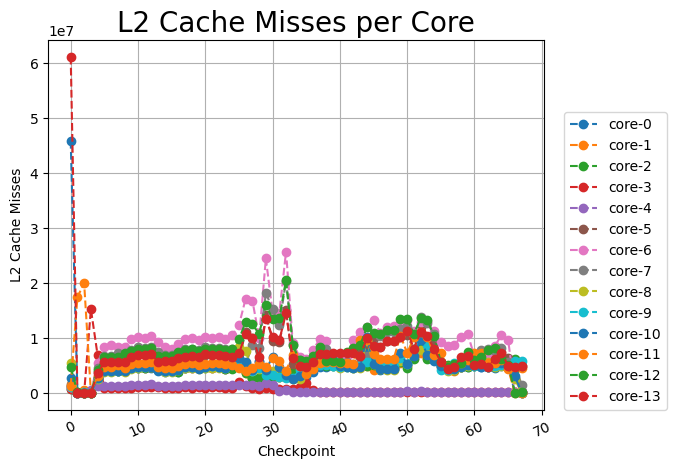 L2 Cache Misses per Core
1e7
6
5
4
3
2
1
0
L2 Cache Misses
0
10
20
30
40
50
60
70
Checkpoint
core-0
core-1
core-2
core-3
core-4
core-5
core-6
core-7
core-8
core-9
core-10
core-11
core-12
core-13